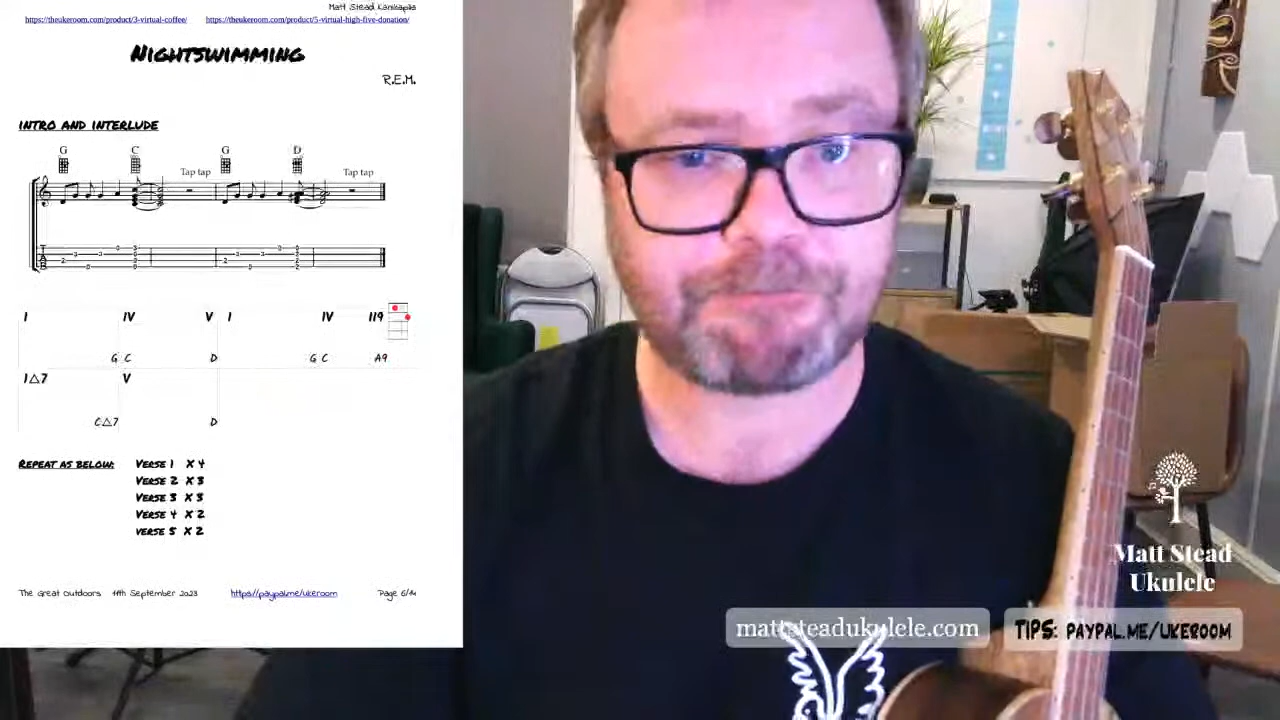 Matt Stead Kanikapila
https://theukeroom.com/product/3-virtual-coffee/ https://theukeroom.com/product/5-virtual-high-five-donation/
Nightswimming
R.E.M.
INTRO AND INTERLUDE
G C G D
Tap tap Tap tap
I IV V I IV II9
G C D G C A9
I△7 V
C△7 D
REPEAT AS BELOW: VERSE 1 X 4
VERSE 2 X 3
VERSE 3 X 3
VERSE 4 X 2
VERSE 5 X 2
The Great Outdoors 11th September 2023 https://paypal.me/ukeroom Page 6/14
Matt Stead
Ukulele
mattsteadukulele.com
TIPS: PAYPAL.ME/UKEROOM